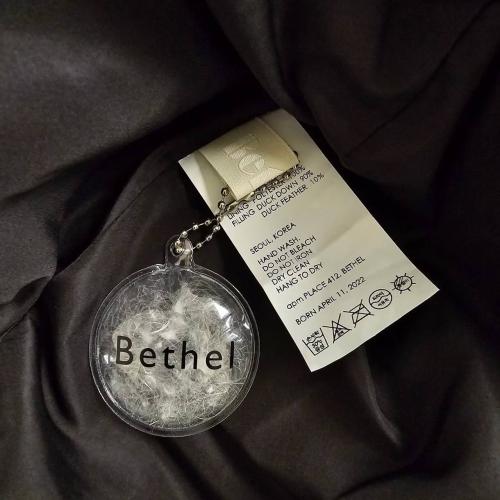 LINING POLYESTER 100%
FILLING DUCK DOWN 90%
DUCK FEATHER 10%
SEOUL, KOREA
HAND WASH.
DO NOT BLEACH
DO NOT IRON
DRY CLEAN
HANG TO DRY
apm PLACE 412, BETHEL
BORN APRIL 11, 2022
Bethel